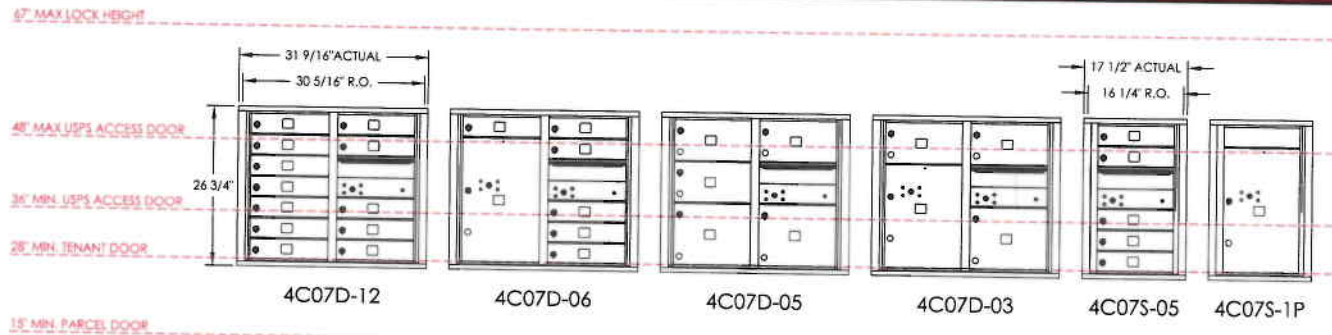 67" MAX LOCK HEIGHT
31 9/16"ACTUAL
30 5/16" R.O.
17 1/2" ACTUAL
16 1/4" R.O.
48" MAX USPS ACCESS DOOR
26 3/4"
36" MIN. USPS ACCESS DOOR
28" MIN. TENANT DOOR
4C07D-12
4C07D-06
4C07D-05
4C07D-03
4C07S-05
4C07S-1P
15" MIN. PARCEL DOOR